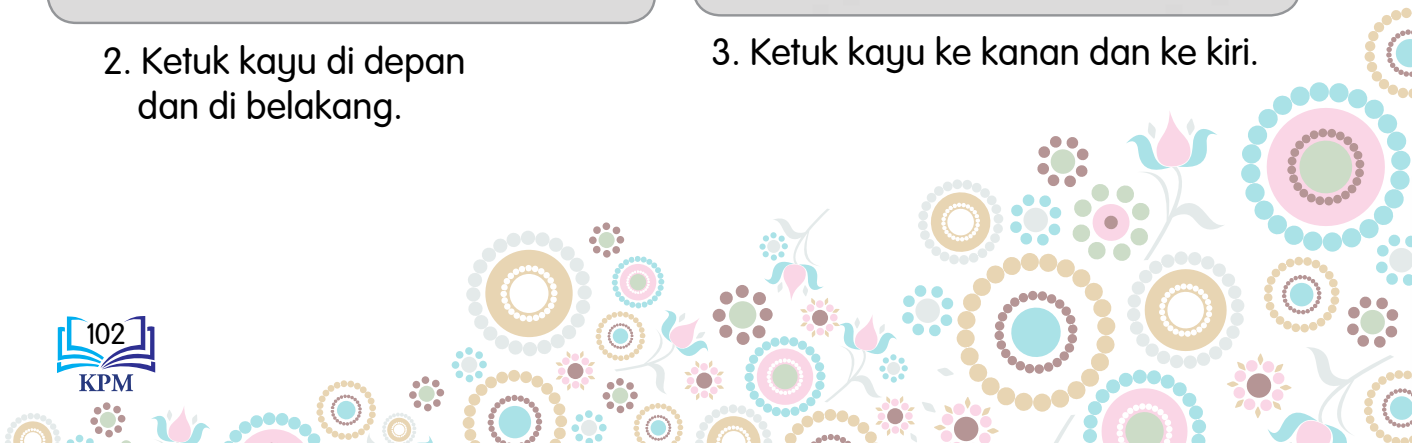 2. Ketuk kayu di depan
dan di belakang.
3. Ketuk kayu ke kanan dan ke kiri.
102
KPM